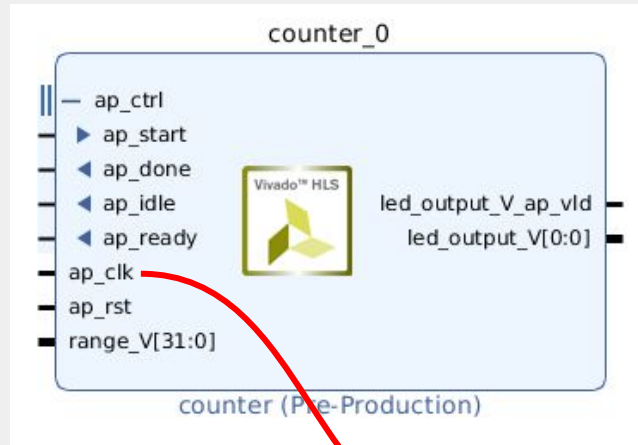 counter_0
ap_ctrl
ap_start
ap_done
ap_idle
ap_ready
ap_clk
ap_rst
range_V[31:0]
Vivado™ HLS
led_output_V_ap_vld
led_output_V[0:0]
counter (Pre-Production)